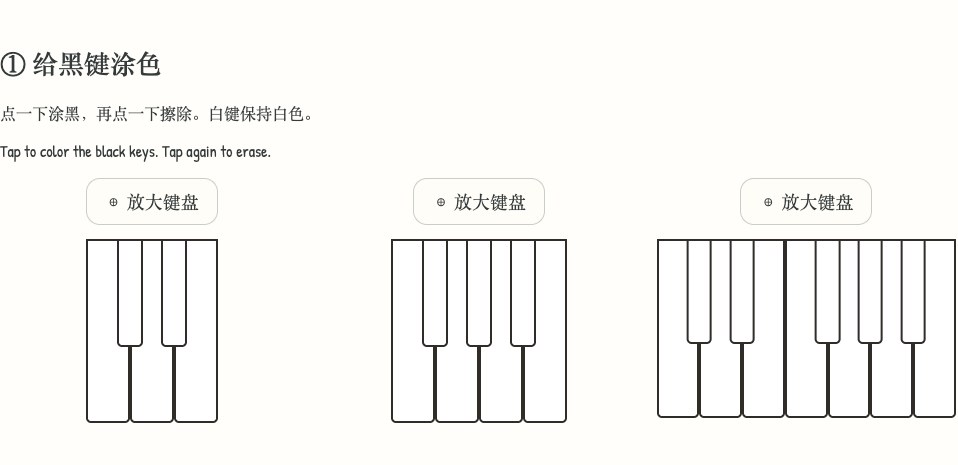 ① 给黑键涂色
点一下涂黑，再点一下擦除。白键保持白色。
Tap to color the black keys. Tap again to erase.
⊕ 放大键盘
⊕ 放大键盘
⊕ 放大键盘